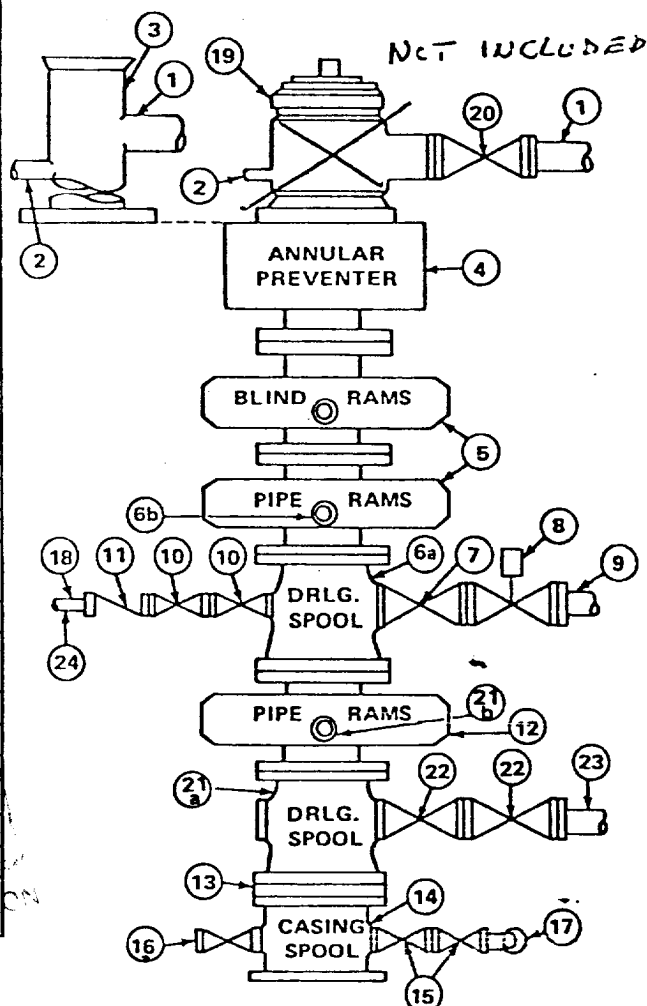 3
1
19
NOT INCLUDED
20
1
2
2
ANNULAR
PREVENTER
4
BLIND RAMS
5
PIPE RAMS
6b
8
6a
7
9
18
11
10
10
DRLG.
SPOOL
24
21
b
PIPE RAMS
12
21
a
22
22
23
DRLG.
SPOOL
13
14
CASING
SPOOL
16
17
15
ON